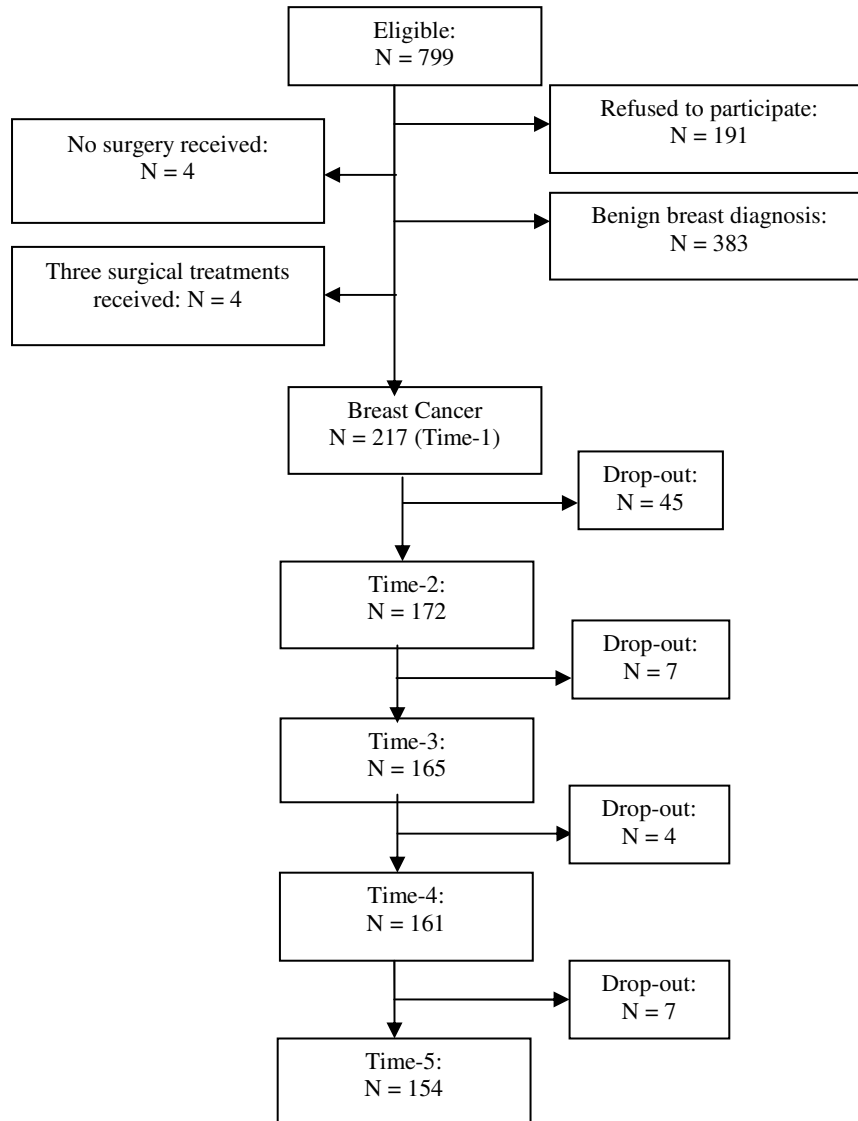 Eligible:
N = 799
Refused to participate:
N = 191
No surgery received:
N = 4
Benign breast diagnosis:
N = 383
Three surgical treatments
received: N = 4
Breast Cancer
N = 217 (Time-1)
Drop-out:
N = 45
Time-2:
N = 172
Drop-out:
N = 7
Time-3:
N = 165
Drop-out:
N = 4
Time-4:
N = 161
Drop-out:
N = 7
Time-5:
N = 154